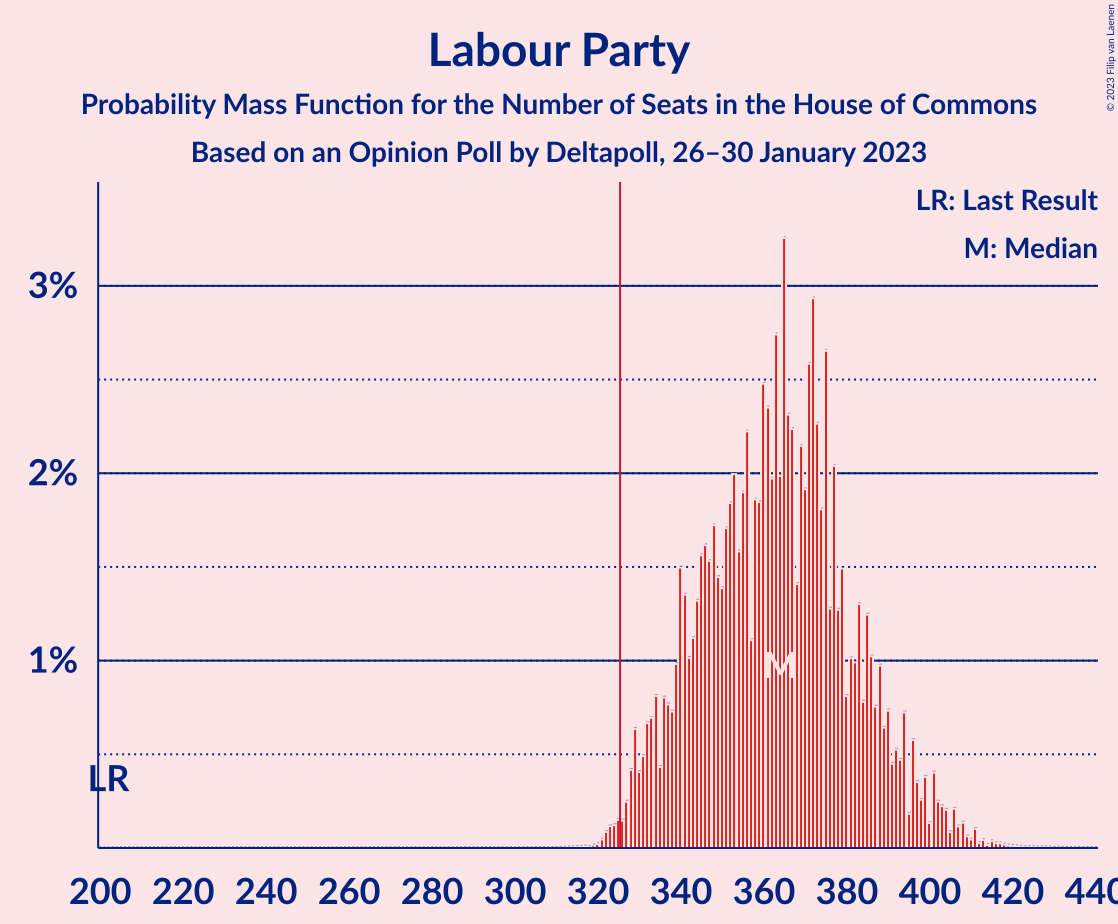 Labour Party
Probability Mass Function for the Number of Seats in the House of Commons
Based on an Opinion Poll by Deltapoll, 26–30 January 2023
© 2023 Filip van Laenen
LR: Last Result
M: Median
3%
2%
1%
M
LR
200 220 240 260 280 300 320 340 360 380 400 420 440